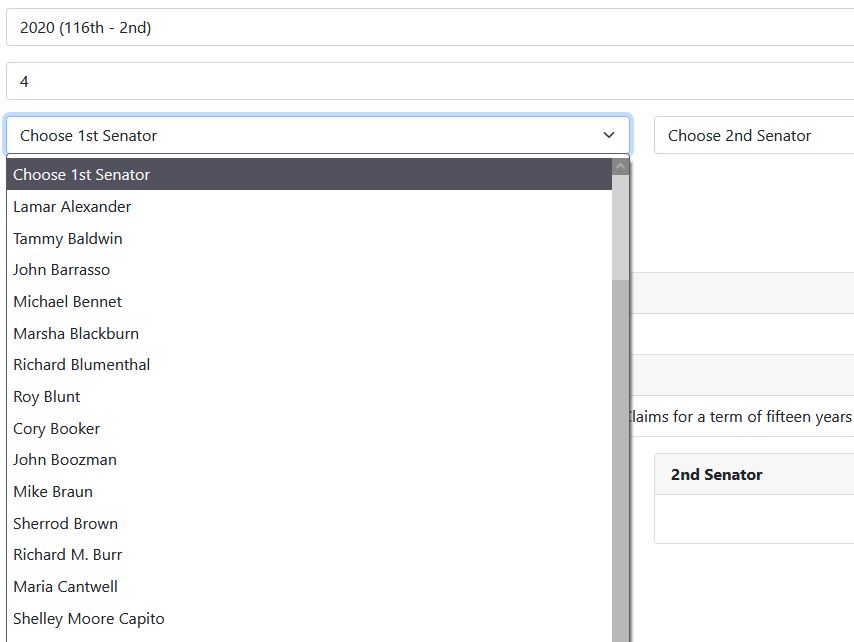 2020 (116th - 2nd)
4
Choose 1st Senator
Choose 2nd Senator
Choose 1st Senator
Lamar Alexander
Tammy Baldwin
John Barrasso
Michael Bennet
Marsha Blackburn
Richard Blumenthal
Roy Blunt
Cory Booker
laims for a term of fifteen years
John Boozman
2nd Senator
Mike Braun
Sherrod Brown
Richard M. Burr
Maria Cantwell
Shelley Moore Capito